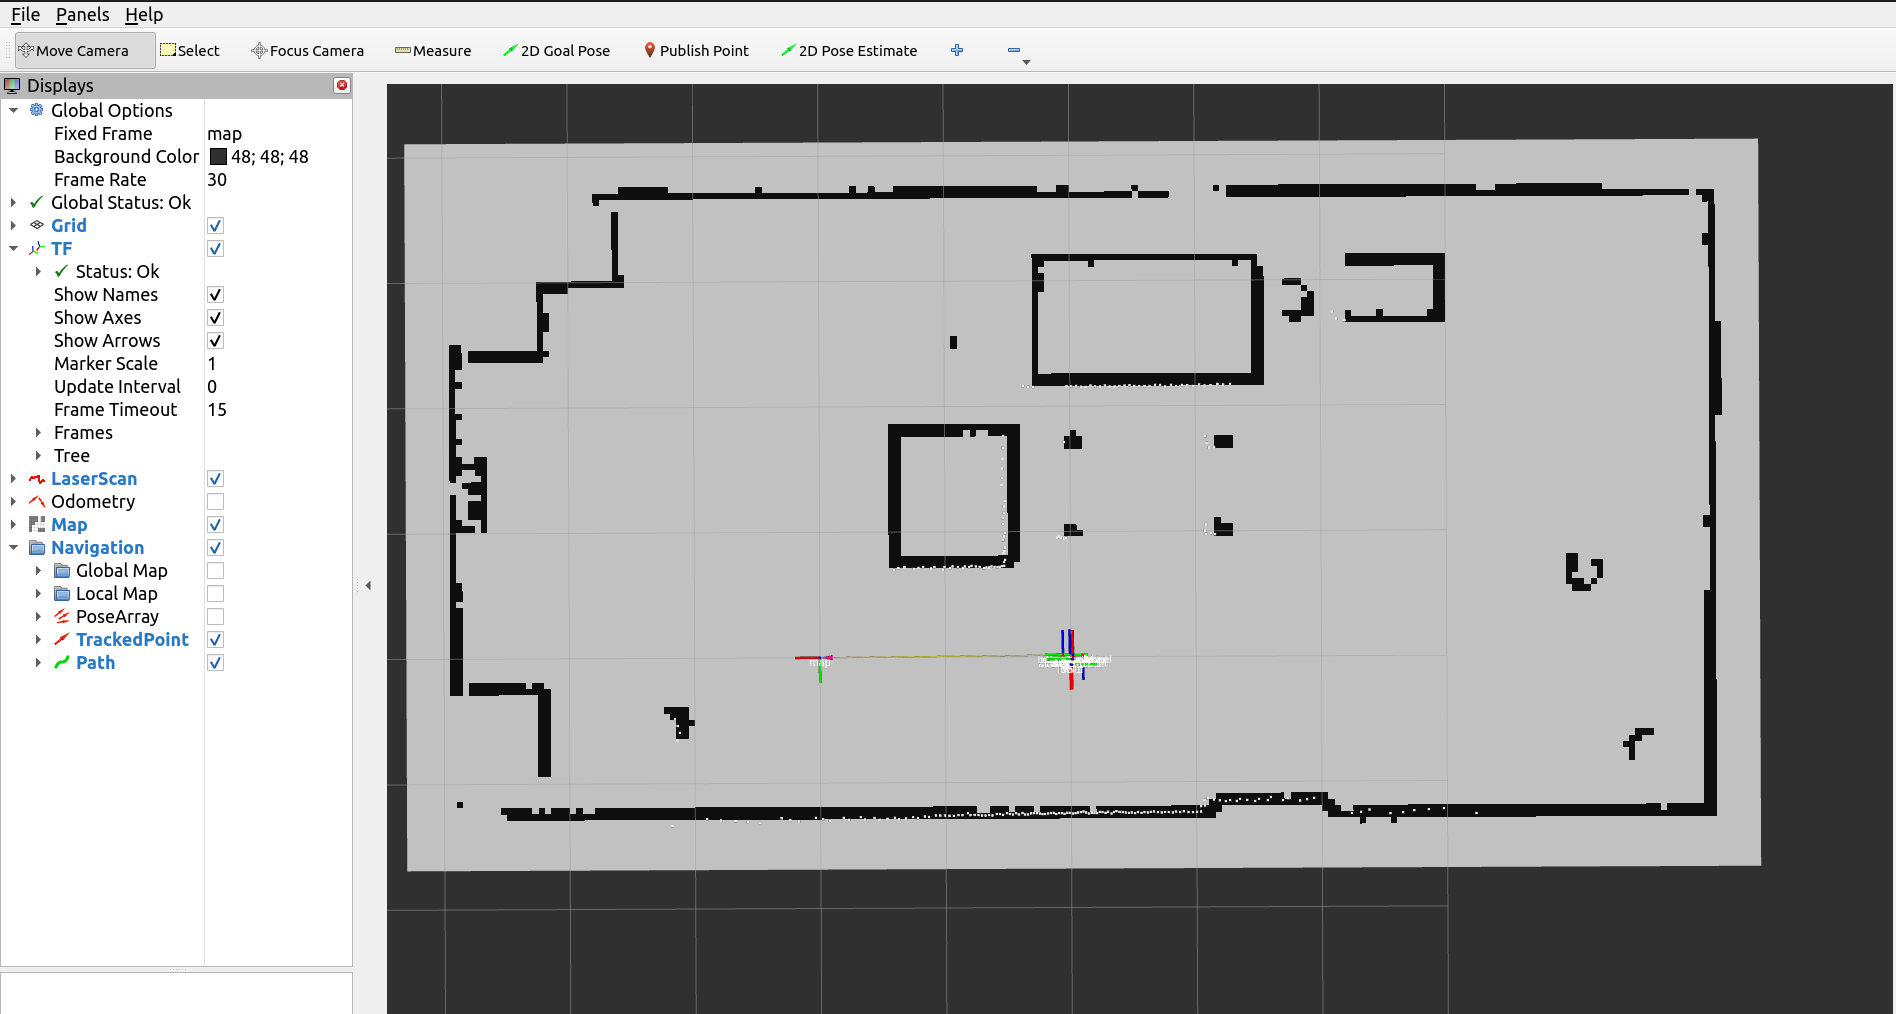 File Panels Help
Move Camera Select Focus Camera Measure 2D Goal Pose Publish Point 2D Pose Estimate
Displays
Global Options
Fixed Frame map
Background Color 48; 48; 48
Frame Rate 30
Global Status: Ok
Grid
TF
Status: Ok
Show Names
Show Axes
Show Arrows
Marker Scale 1
Update Interval 0
Frame Timeout 15
Frames
Tree
LaserScan
Odometry
Map
Navigation
Global Map
Local Map
PoseArray
TrackedPoint
Path
map